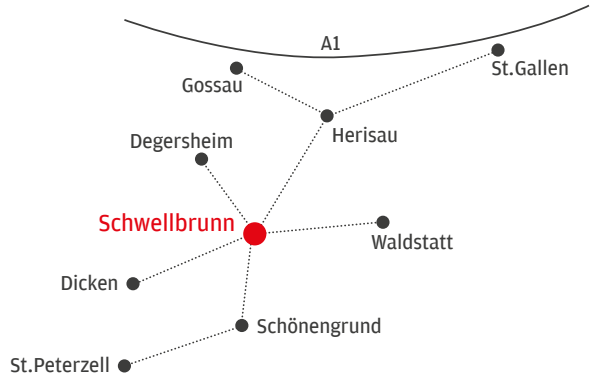 A1
St.Gallen
Gossau
Herisau
Degersheim
Schwellbrunn
Waldstatt
Dicken
Schönengrund
St.Peterzell